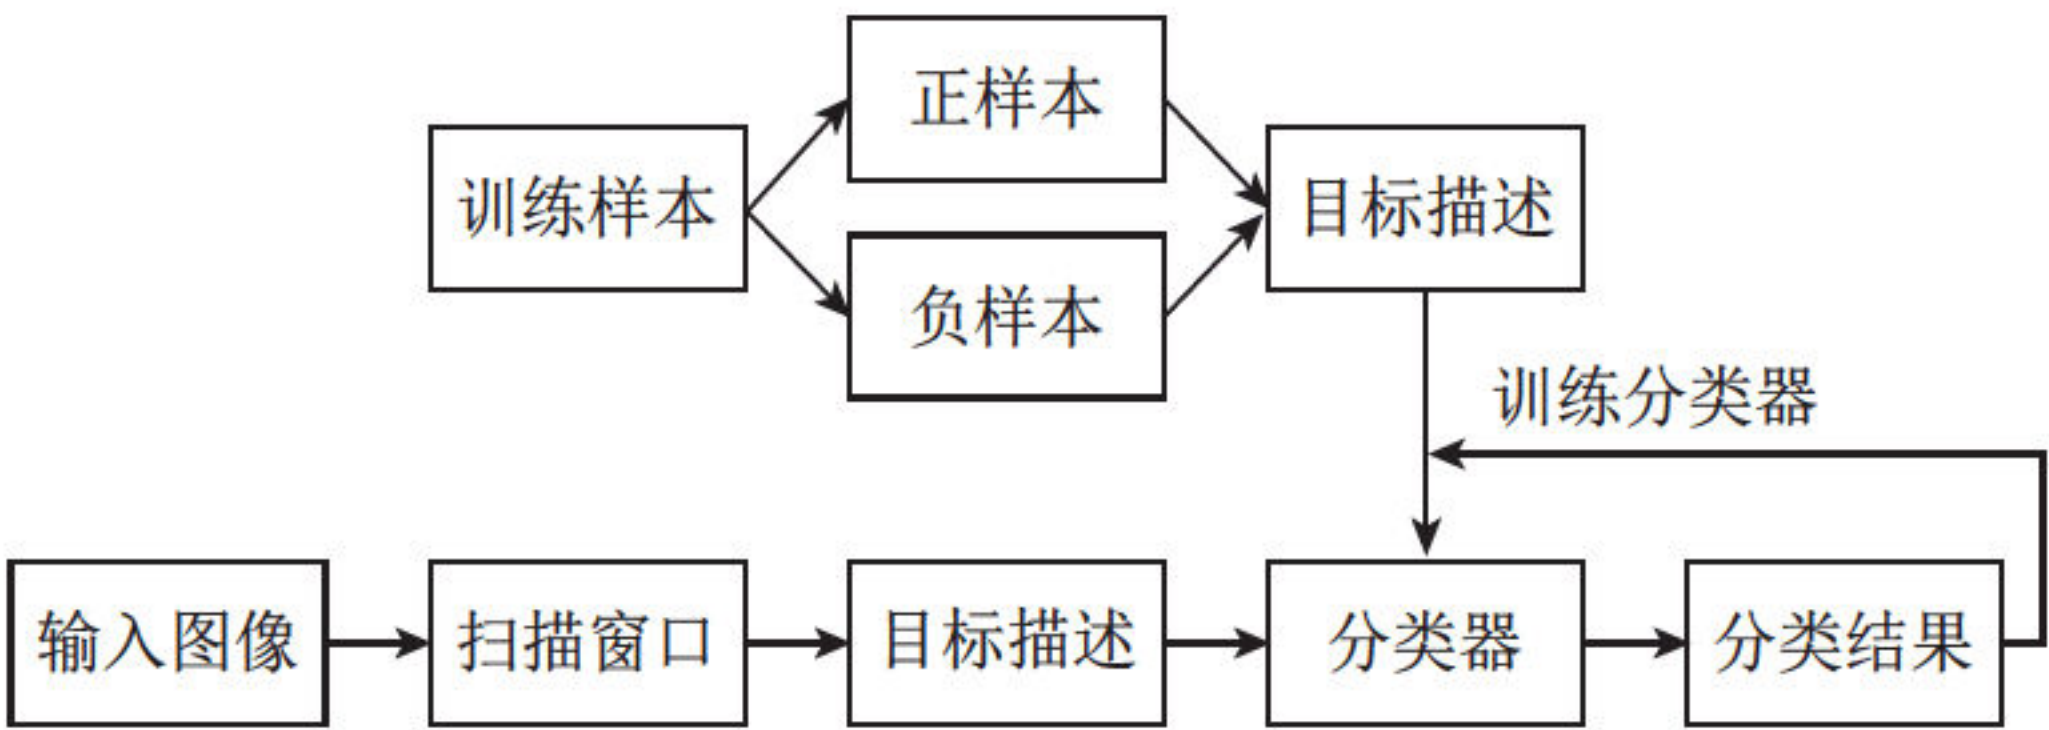 正样本
训练样本
目标描述
负样本
训练分类器
输入图像
扫描窗口
目标描述
分类器
分类结果